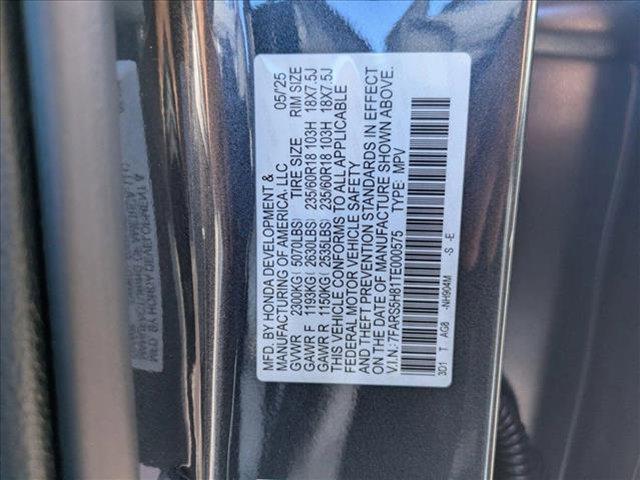 MFD. BY HONDA DEVELOPMENT &
MANUFACTURING OF AMERICA, LLC 05/'25
GVWR 2300KG( 5070LBS) TIRE SIZE RIM SIZE
GAWR F 1193KG( 2630LBS) 235/60R18 103H 18X7.5J
GAWR R 1150KG( 2535LBS) 235/60R18 103H 18X7.5J
THIS VEHICLE CONFORMS TO ALL APPLICABLE
FEDERAL MOTOR VEHICLE SAFETY
AND THEFT PREVENTION STANDARDS IN EFFECT
ON THE DATE OF MANUFACTURE SHOWN ABOVE.
V.I.N.: 7FARS5H81TE000575 TYPE: MPV
3D1 T AG8 -NH904M -S -E